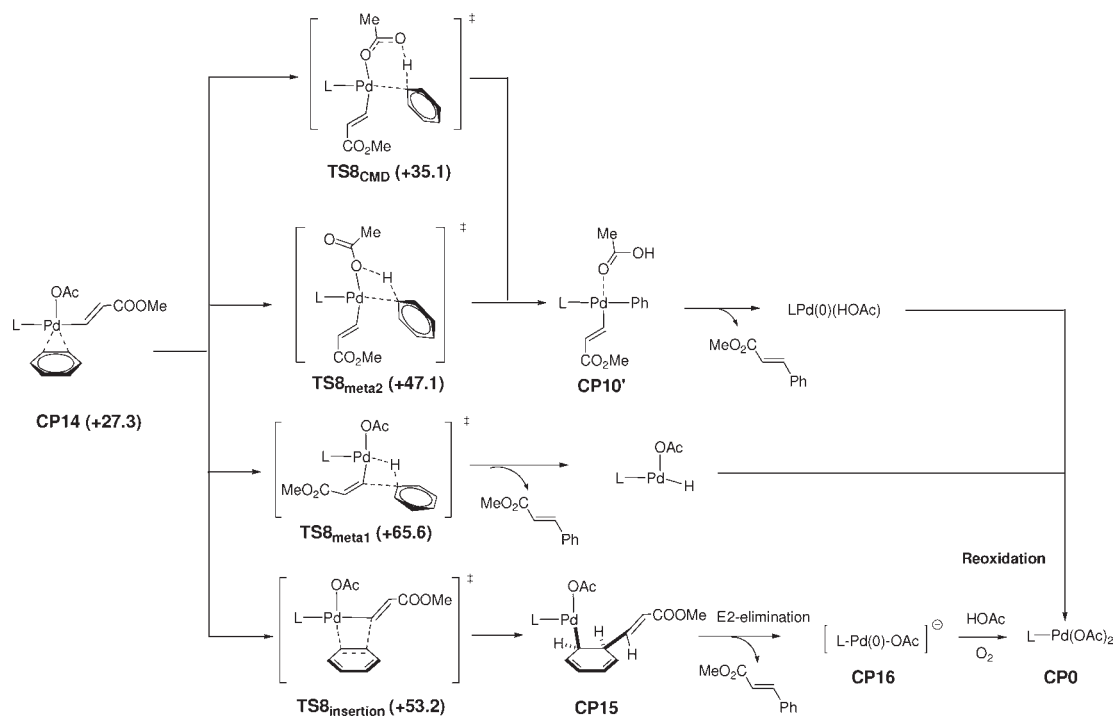 Me
O
O
‡
H
L
Pd
CO₂Me
TS8CMD (+35.1)
Me
O
O
‡
H
L
Pd
CO₂Me
TS8meta2 (+47.1)
OAc
COOMe
L
Pd
CP14 (+27.3)
Me
OH
O
L
Pd
Ph
CO₂Me
CP10'
LPd(0)(HOAc)
MeO₂C
Ph
OAc
‡
L
Pd
H
MeO₂C
TS8meta1 (+65.6)
MeO₂C
Ph
OAc
L
Pd
H
Reoxidation
OAc
‡
COOMe
L
Pd
TS8insertion (+53.2)
OAc
L
Pd
COOMe
H
H
H
CP15
E2-elimination
MeO₂C
Ph
[ L-Pd(0)-OAc ] ⊖
CP16
HOAc
O₂
L—Pd(OAc)₂
CP0